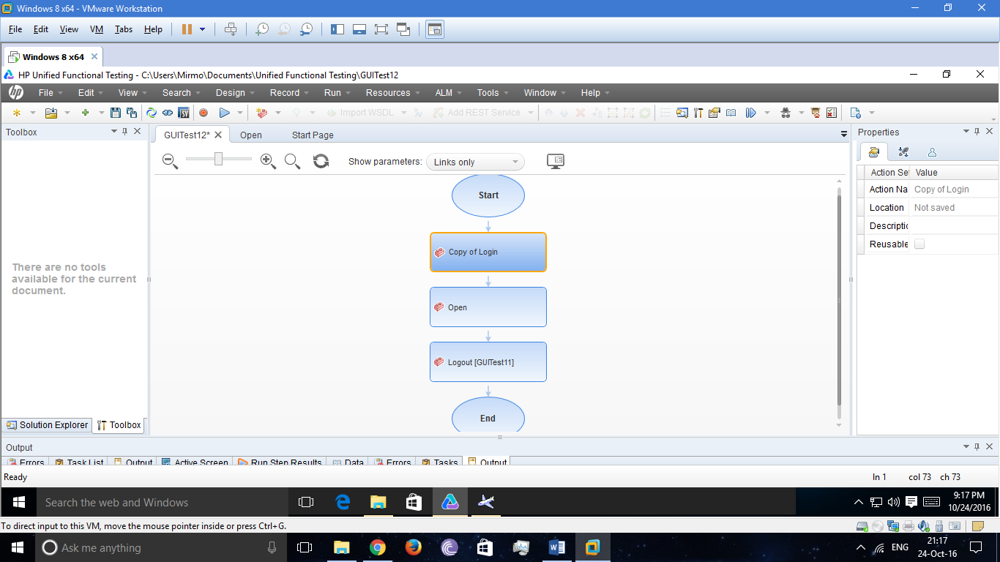 Windows 8 x64 - VMware Workstation
File Edit View VM Tabs Help
Windows 8 x64
HP Unified Functional Testing - C:\Users\Mirmo\Documents\Unified Functional Testing\GUITest12
hp File Edit View Search Design Record Run Resources ALM Tools Window Help
SV Import WSDL Add REST Service
Toolbox
GUITest12* Open Start Page
Properties
Show parameters: Links only
Action Set Value
Action Na Copy of Login
Location Not saved
Descriptic
Reusable
Start
Copy of Login
Open
Logout [GUITest11]
End
There are no tools
available for the current
document.
Solution Explorer Toolbox
Output
Errors Task List Output Active Screen Run Step Results Data Errors Tasks Output
Ready ln 1 col 73 ch 73
Search the web and Windows
9:17 PM
10/24/2016
To direct input to this VM, move the mouse pointer inside or press Ctrl+G.
Ask me anything
ENG
21:17
24-Oct-16